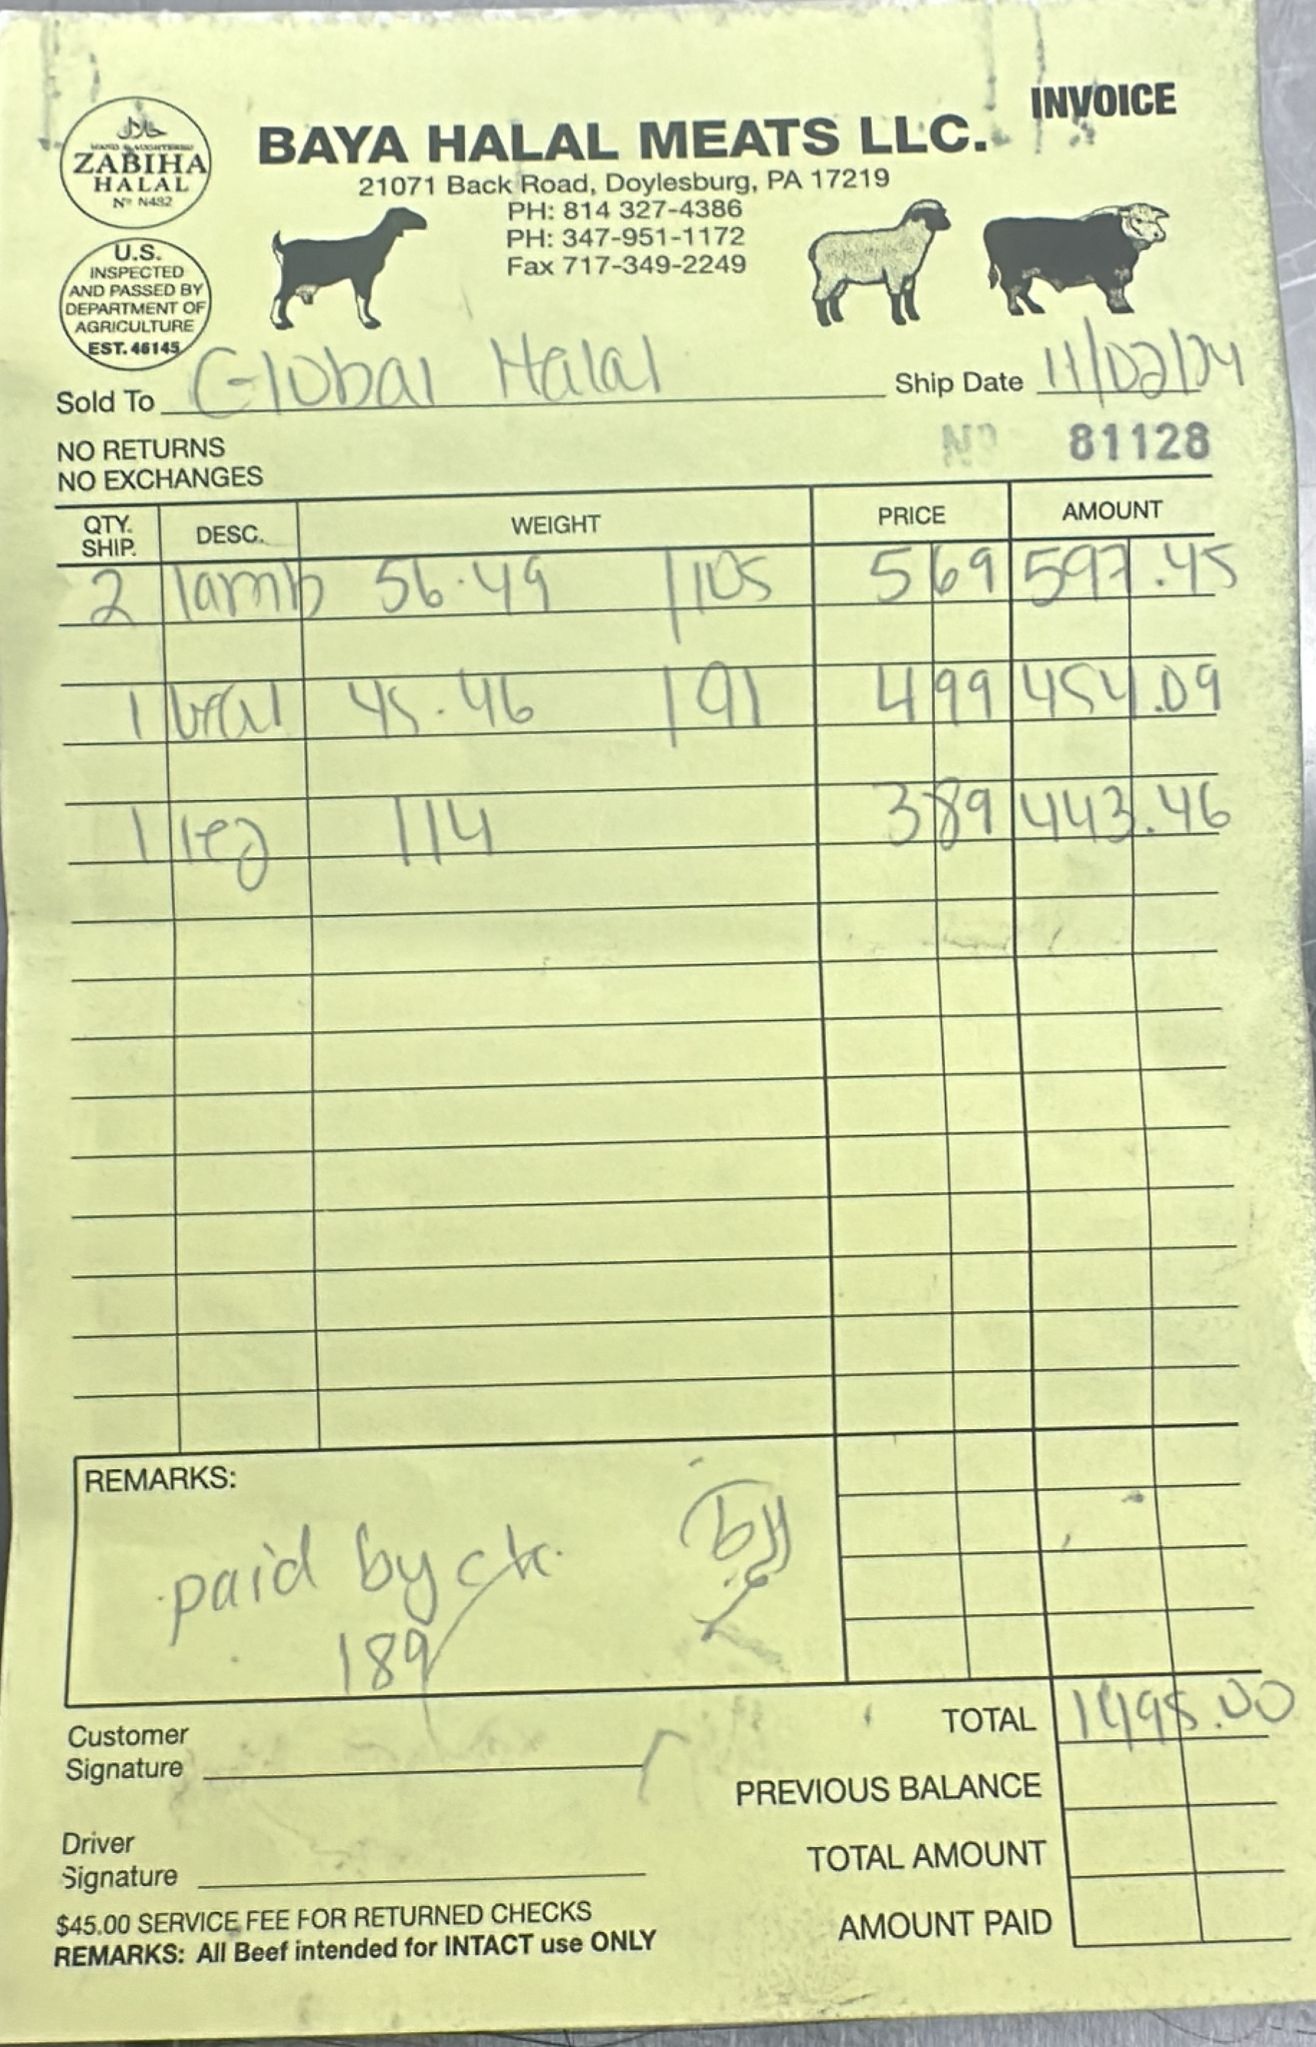 INVOICE
حلال
HAND SLAUGHTERED
ZABIHA
HALAL
Nº N482
BAYA HALAL MEATS LLC.
21071 Back Road, Doylesburg, PA 17219
PH: 814 327-4386
PH: 347-951-1172
Fax 717-349-2249
U.S.
INSPECTED
AND PASSED BY
DEPARTMENT OF
AGRICULTURE
EST. 46145
Sold To Global Halal Ship Date 11/02/24
NO RETURNS
NO EXCHANGES
Nº 81128
QTY. SHIP. DESC. WEIGHT PRICE AMOUNT
2 lamb 56.49 | 105 5 69 597.45
1 veal 45.46 | 91 4 99 454.09
1 leg 114 3 89 443.46
REMARKS:
paid by ck.
189
TOTAL 1495.00
Customer
Signature
PREVIOUS BALANCE
Driver
Signature
TOTAL AMOUNT
AMOUNT PAID
$45.00 SERVICE FEE FOR RETURNED CHECKS
REMARKS: All Beef intended for INTACT use ONLY